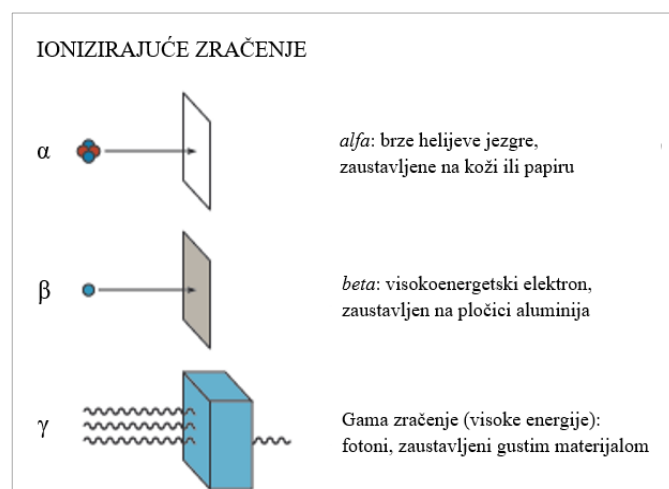 IONIZIRAJUĆE ZRAČENJE
α
alfa: brze helijeve jezgre,
zaustavljene na koži ili papiru
β
beta: visokoenergetski elektron,
zaustavljen na pločici aluminija
γ
Gama zračenje (visoke energije):
fotoni, zaustavljeni gustim materijalom